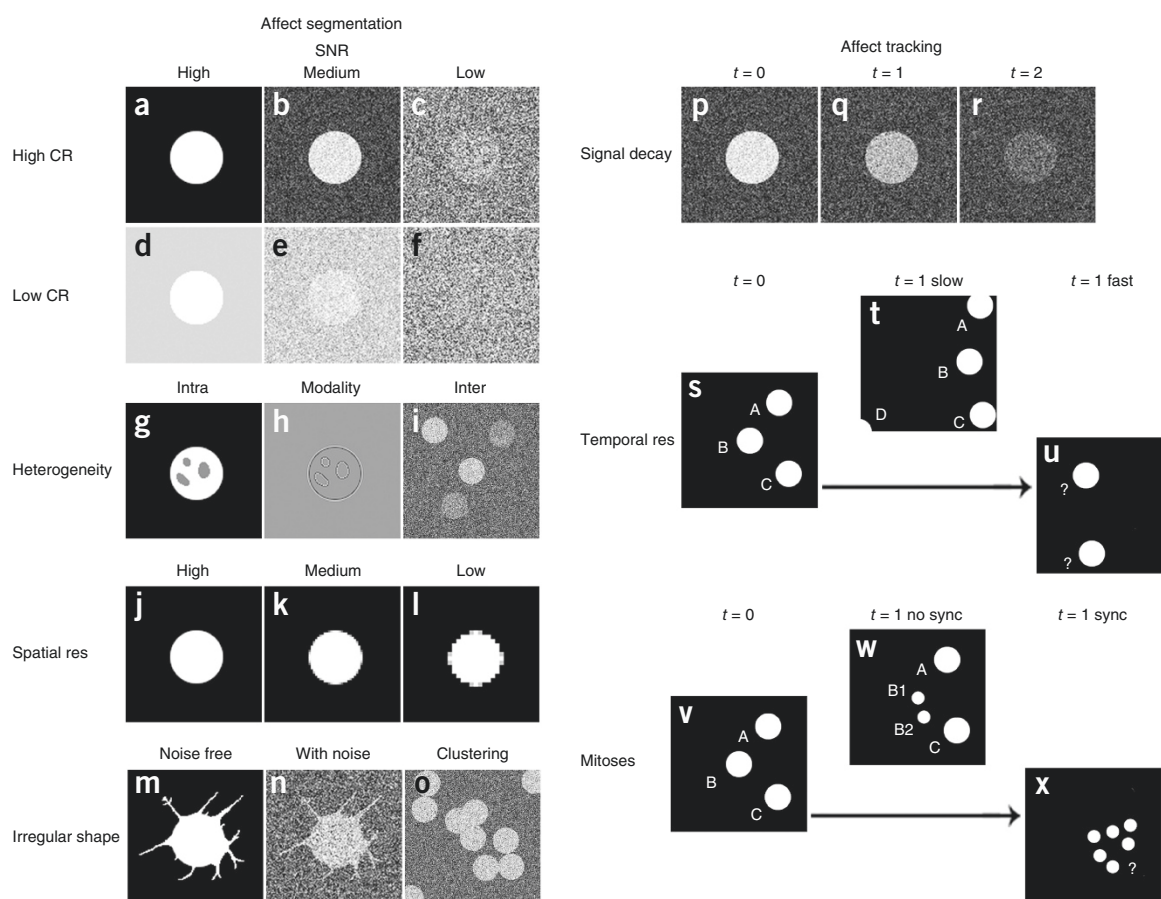 Affect segmentation
SNR
High Medium Low
High CR
a b c
Low CR
d e f
Intra Modality Inter
Heterogeneity
g h i
High Medium Low
Spatial res
j k l
Noise free With noise Clustering
Irregular shape
m n o
Affect tracking
t = 0 t = 1 t = 2
Signal decay
p q r
t = 0 t = 1 slow t = 1 fast
Temporal res
s
A
B
C
t
A
B
C
D
u
?
?
t = 0 t = 1 no sync t = 1 sync
Mitoses
v
A
B
C
w
A
B1
B2
C
x
?